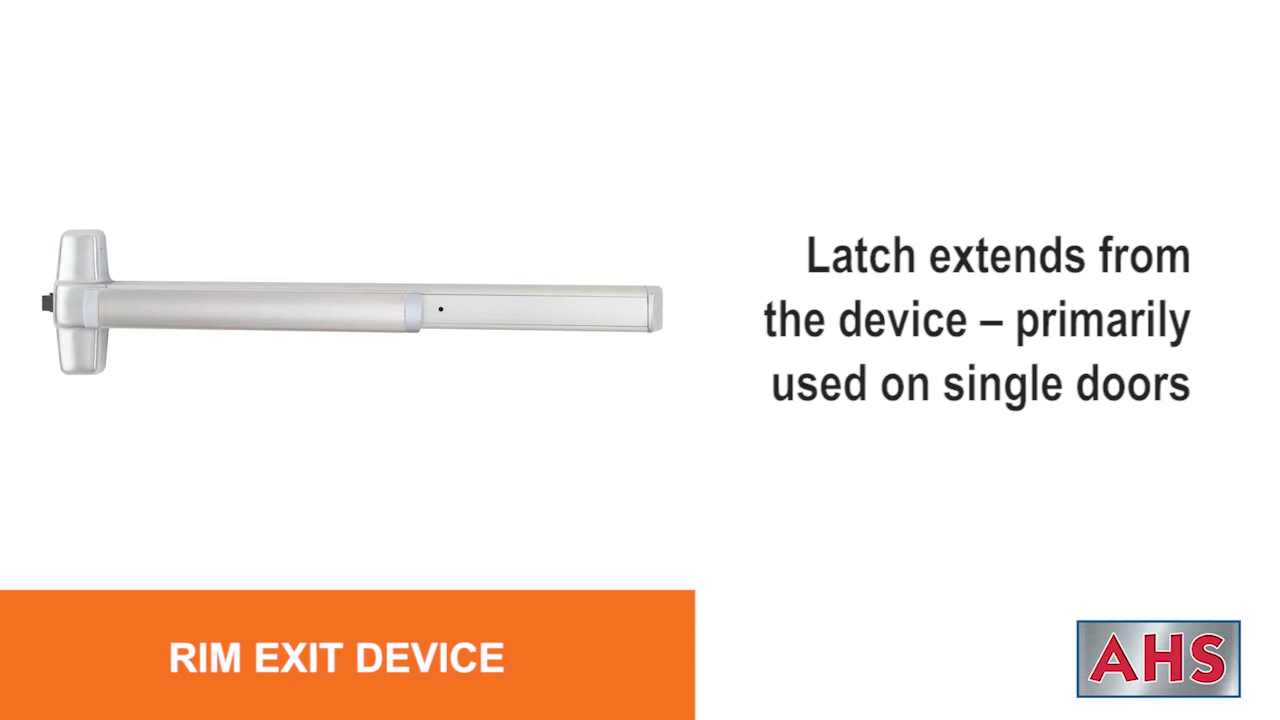 Latch extends from
the device – primarily
used on single doors
RIM EXIT DEVICE
AHS